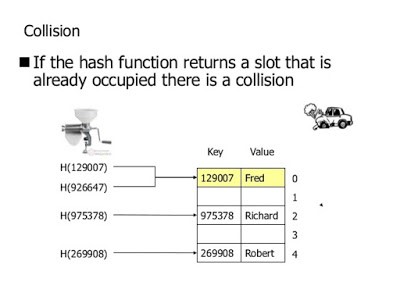 Collision
If the hash function returns a slot that is
already occupied there is a collision
Key Value
H(129007)
H(926647)
129007 Fred 0
1
H(975378) 975378 Richard 2
3
H(269908) 269908 Robert 4